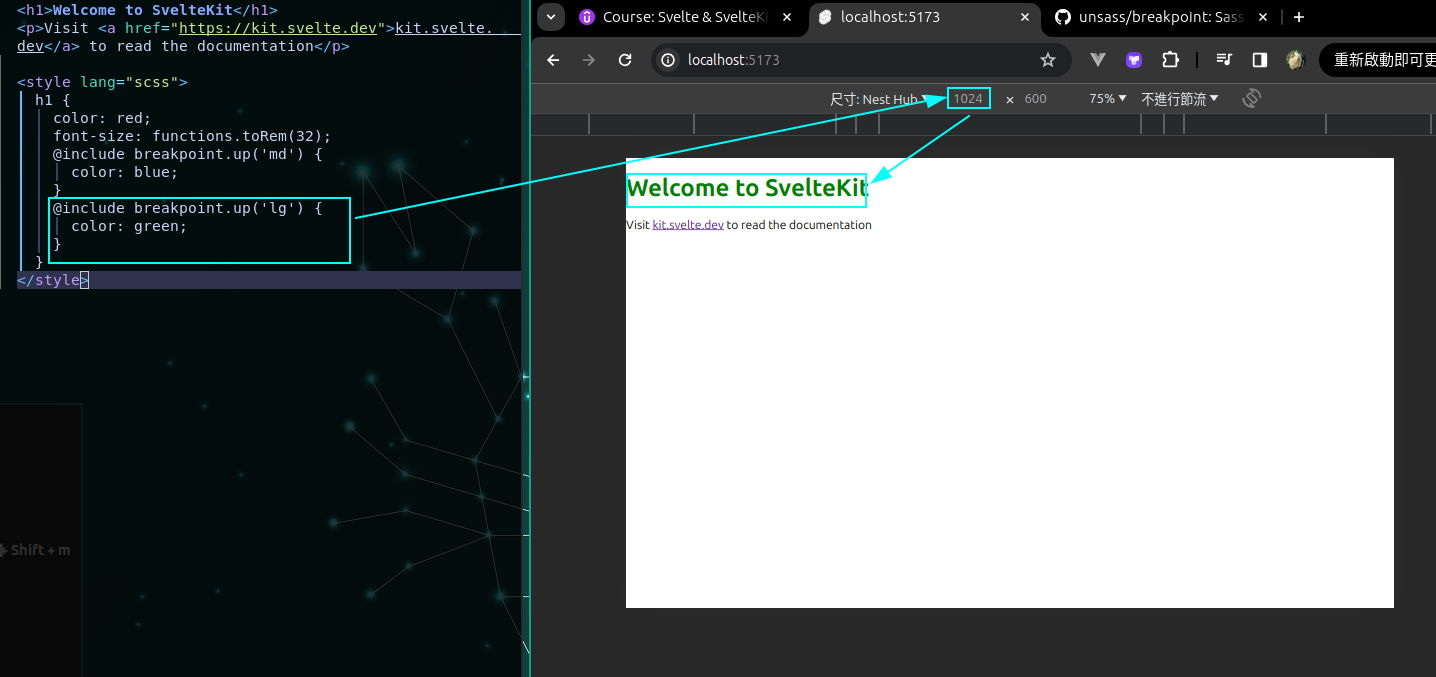 <h1>Welcome to SvelteKit</h1>
<p>Visit <a href="https://kit.svelte.dev">kit.svelte.
dev</a> to read the documentation</p>
<style lang="scss">
h1 {
color: red;
font-size: functions.toRem(32);
@include breakpoint.up('md') {
color: blue;
}
@include breakpoint.up('lg') {
color: green;
}
}
</style>
Shift + m
Course: Svelte & SvelteKi
localhost:5173
unsass/breakpoint: Sass
localhost:5173
重新啟動即可更
尺寸: Nest Hub
1024 × 600
75%
不進行節流
Welcome to SvelteKit
Visit kit.svelte.dev to read the documentation